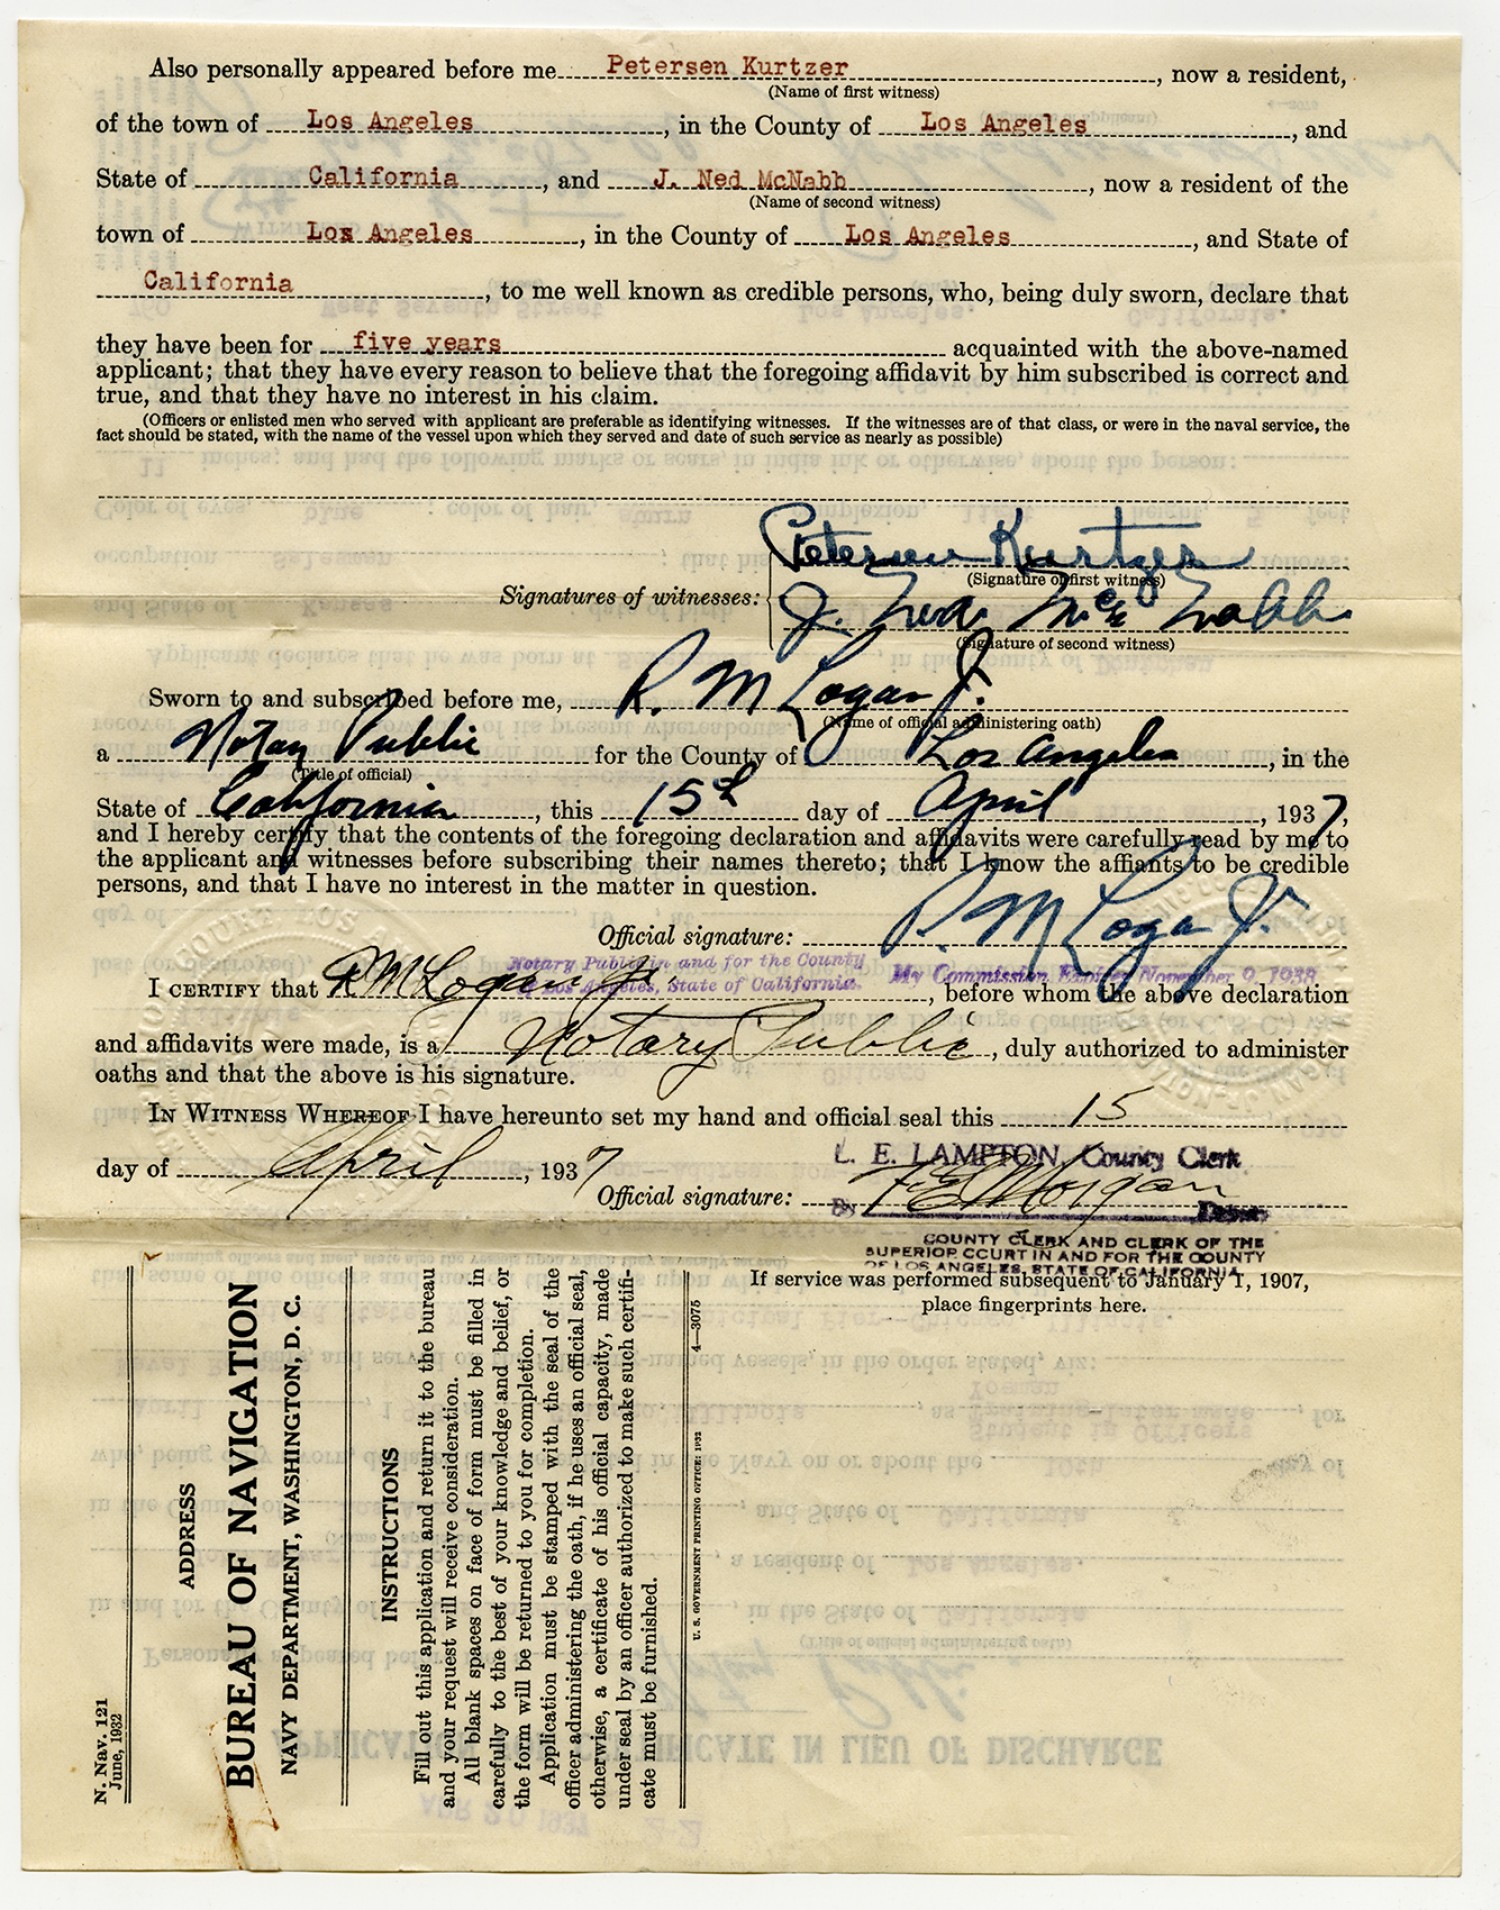 Also personally appeared before me Petersen Kurtzer, now a resident,
(Name of first witness)
of the town of Los Angeles, in the County of Los Angeles, and
State of California, and J. Ned McNabb, now a resident of the
(Name of second witness)
town of Los Angeles, in the County of Los Angeles, and State of
California, to me well known as credible persons, who, being duly sworn, declare that
they have been for five years acquainted with the above-named
applicant; that they have every reason to believe that the foregoing affidavit by him subscribed is correct and
true, and that they have no interest in his claim.
(Officers or enlisted men who served with applicant are preferable as identifying witnesses. If the witnesses are of that class, or were in the naval service, the
fact should be stated, with the name of the vessel upon which they served and date of such service as nearly as possible)
Petersen Kurtzer
(Signature of first witness)
Signatures of witnesses:
J. Ned McNabb
(Signature of second witness)
Sworn to and subscribed before me, R. M Logan Jr.
(Name of official administering oath)
a Notary Public for the County of Los Angeles, in the
(Title of official)
State of California, this 15th day of April, 1937,
and I hereby certify that the contents of the foregoing declaration and affidavits were carefully read by me to
the applicant and witnesses before subscribing their names thereto; that I know the affiants to be credible
persons, and that I have no interest in the matter in question.
Official signature: R. M Logan Jr.
Notary Public in and for the County
of Los Angeles, State of California.
My Commission Expires November 9, 1938
I CERTIFY that R M Logan Jr., before whom the above declaration
and affidavits were made, is a Notary Public, duly authorized to administer
oaths and that the above is his signature.
IN WITNESS WHEREOF I have hereunto set my hand and official seal this 15
day of April, 1937
L. E. LAMPTON, County Clerk
Official signature: By F E Morgan Deputy
COUNTY CLERK AND CLERK OF THE
SUPERIOR COURT IN AND FOR THE COUNTY
OF LOS ANGELES, STATE OF CALIFORNIA
If service was performed subsequent to January 1, 1907,
place fingerprints here.
N. Nav. 121
June, 1932
ADDRESS
BUREAU OF NAVIGATION
NAVY DEPARTMENT, WASHINGTON, D. C.
INSTRUCTIONS
Fill out this application and return it to the bureau
and your request will receive consideration.
All blank spaces on face of form must be filled in
carefully to the best of your knowledge and belief, or
the form will be returned to you for completion.
Application must be stamped with the seal of the
officer administering the oath, if he uses an official seal,
otherwise, a certificate of his official capacity, made
under seal by an officer authorized to make such certifi-
cate must be furnished.
U. S. GOVERNMENT PRINTING OFFICE: 1932
4—3075